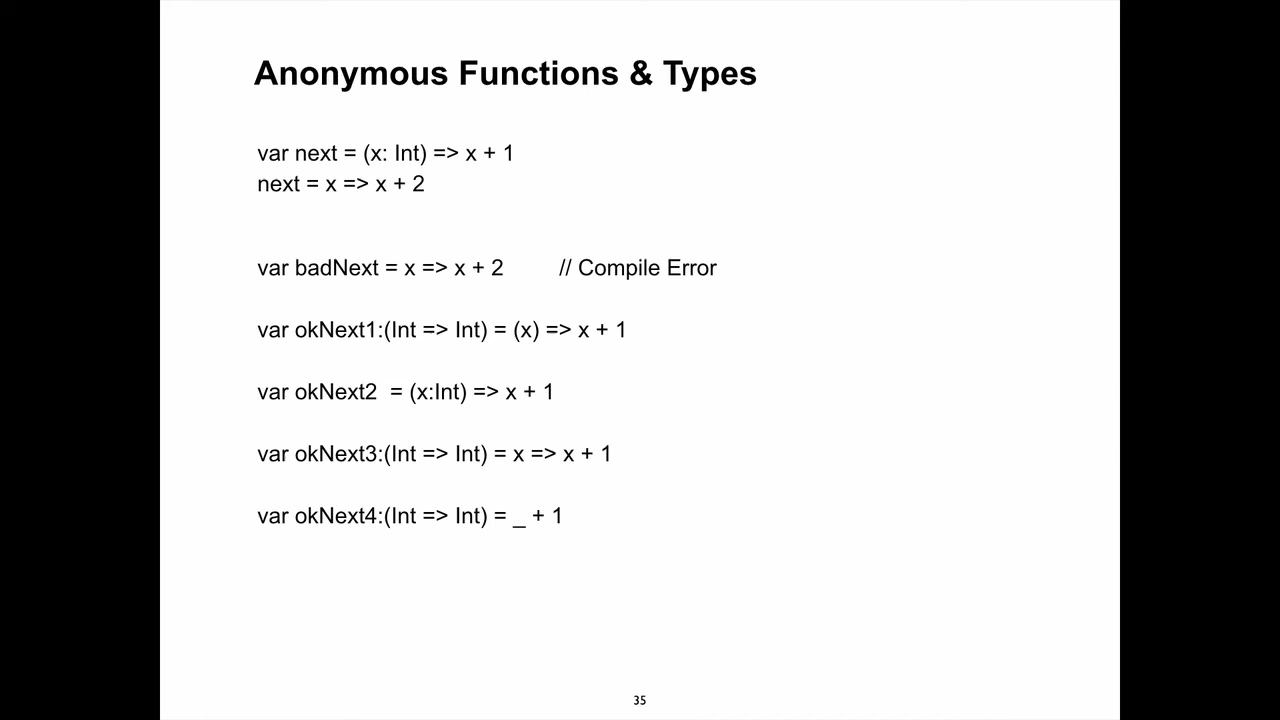 Anonymous Functions & Types
var next = (x: Int) => x + 1
next = x => x + 2
var badNext = x => x + 2 // Compile Error
var okNext1:(Int => Int) = (x) => x + 1
var okNext2 = (x:Int) => x + 1
var okNext3:(Int => Int) = x => x + 1
var okNext4:(Int => Int) = _ + 1
35